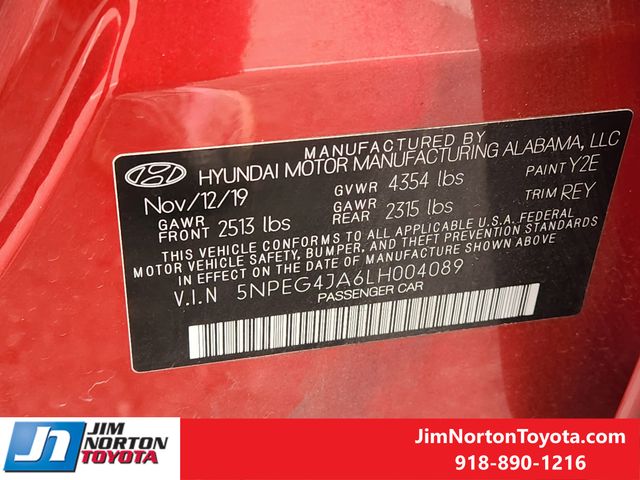 MANUFACTURED BY
HYUNDAI MOTOR MANUFACTURING ALABAMA, LLC
Nov/12/19 GVWR 4354 lbs PAINT Y2E
GAWR FRONT 2513 lbs GAWR REAR 2315 lbs TRIM REY
THIS VEHICLE CONFORMS TO ALL APPLICABLE U.S.A. FEDERAL
MOTOR VEHICLE SAFETY, BUMPER, AND THEFT PREVENTION STANDARDS
IN EFFECT ON THE DATE OF MANUFACTURE SHOWN ABOVE.
V.I.N 5NPEG4JA6LH004089
PASSENGER CAR
JIM NORTON TOYOTA
JimNortonToyota.com
918-890-1216